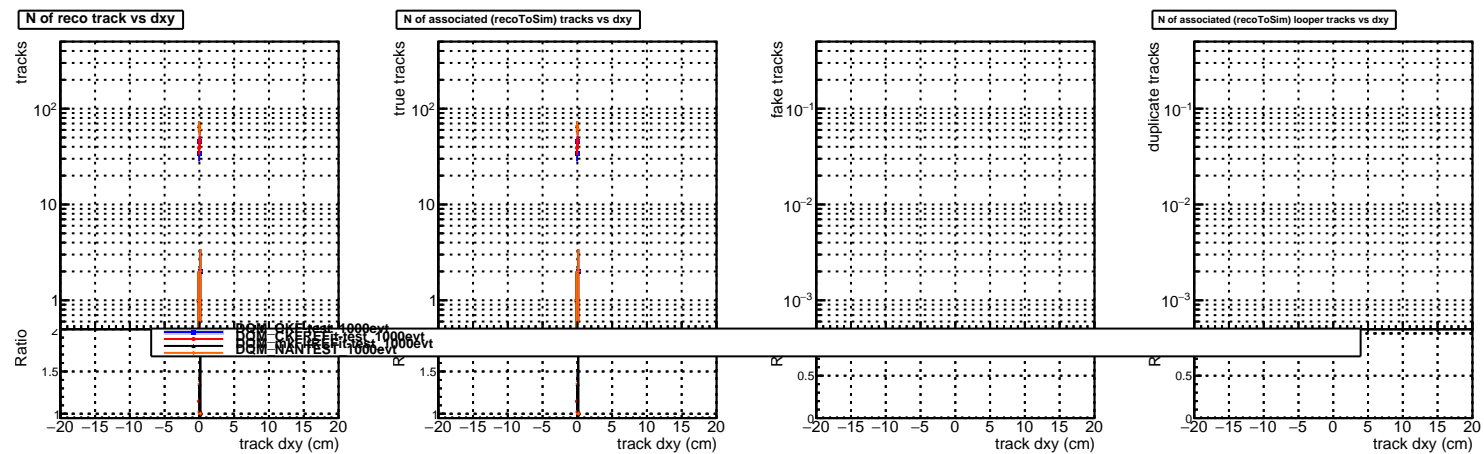 N of reco track vs dxy
N of associated (recoToSim) tracks vs dxy
N of associated (recoToSim) looper tracks vs dxy
tracks
10²
10
1
Ratio
1.5
1
−20 −15 −10 −5 0 5 10 15 20
track dxy (cm)
true tracks
10²
10
1
1.5
1
−20 −15 −10 −5 0 5 10 15 20
track dxy (cm)
fake tracks
10⁻¹
10⁻²
10⁻³
0.5
0
−20 −15 −10 −5 0 5 10 15 20
track dxy (cm)
duplicate tracks
10⁻¹
10⁻²
10⁻³
0.5
0
−20 −15 −10 −5 0 5 10 15 20
track dxy (cm)
DQM_NANTEST_1000evt